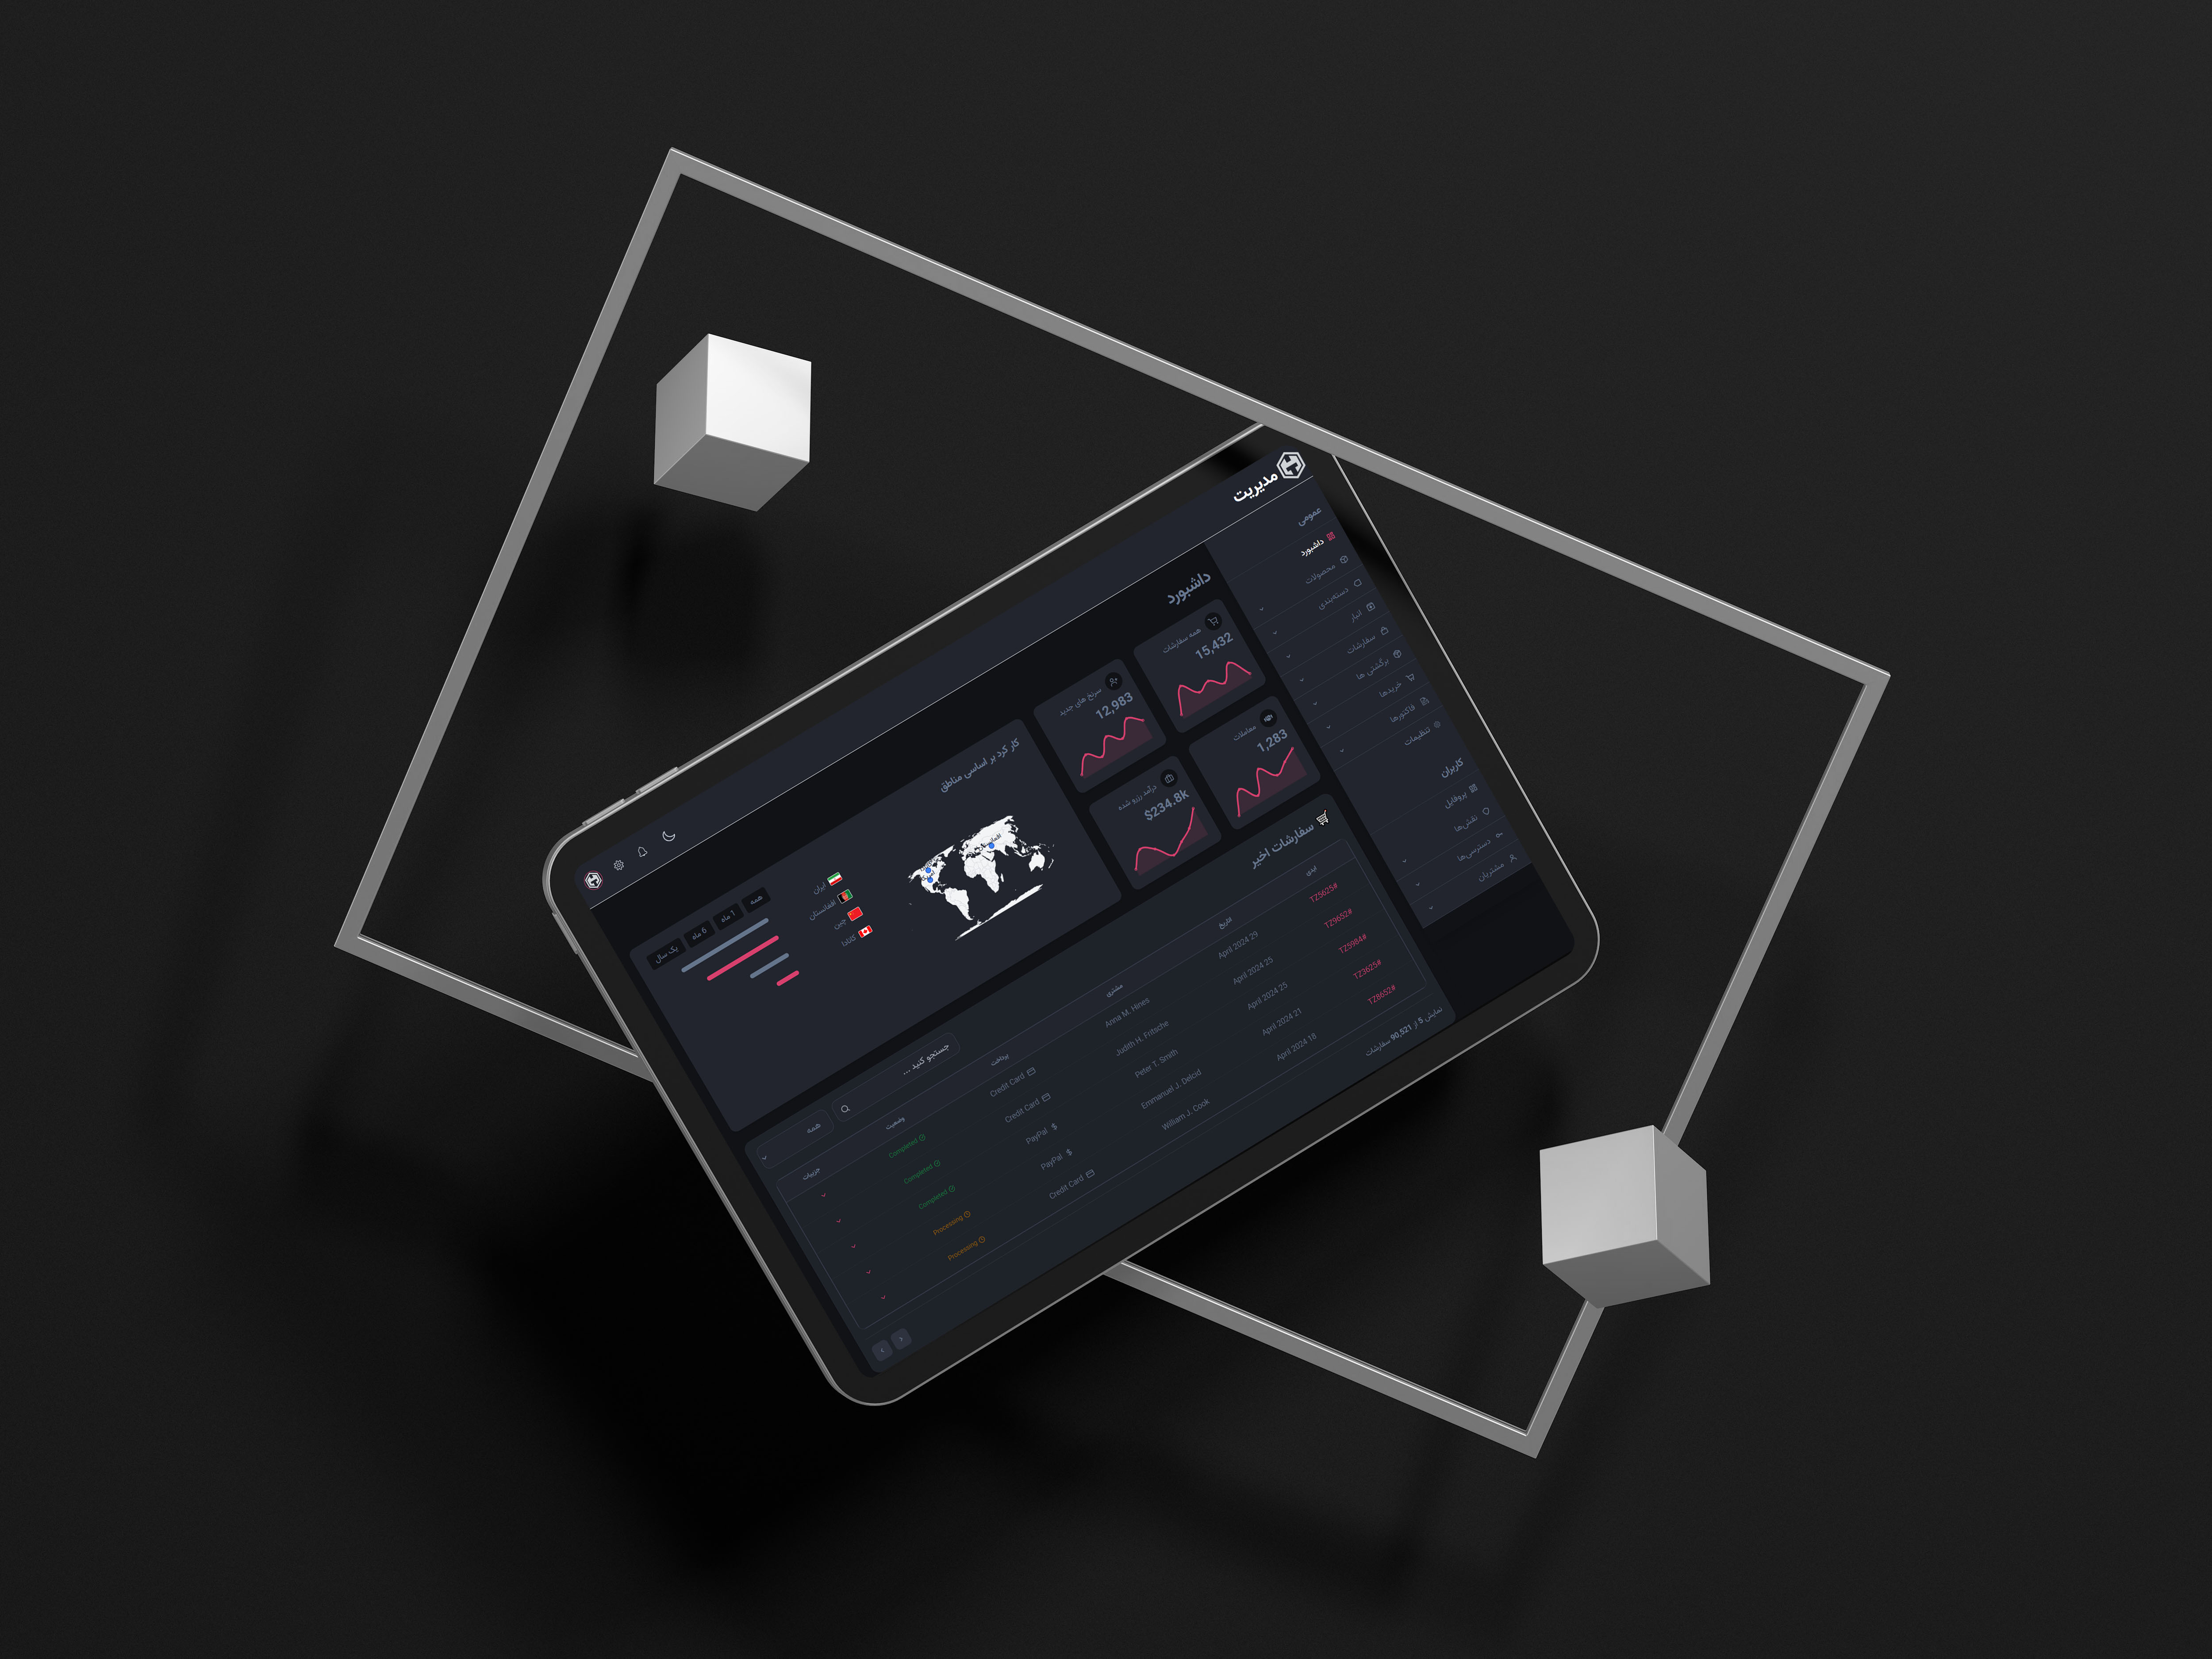 مدیریت
عمومی
داشبورد
محصولات
دسته‌بندی
انبار
سفارشات
برگشتی ها
خریدها
فاکتورها
تنظیمات
کاربران
پروفایل
نقش‌ها
دسترسی‌ها
مشتریان
داشبورد
همه سفارشات
15,432
سرنخ های جدید
12,983
معاملات
1,283
درآمد رزرو شده
$234.8k
کار کرد بر اساسی مناطق
همه
1 ماه
6 ماه
یک سال
ایران
افغانستان
چین
کانادا
سفارشات اخیر
جستجو کنید ...
همه
آیدی تاریخ مشتری پرداخت وضعیت جزییات
TZ5625# April 2024 29 Anna M. Hines Credit Card Completed
TZ9652# April 2024 25 Judith H. Fritsche Credit Card Completed
TZ5984# April 2024 25 Peter T. Smith PayPal Completed
TZ3625# April 2024 21 Emmanuel J. Delcid PayPal Processing
TZ8652# April 2024 18 William J. Cook Credit Card Processing
نمایش 5 از 90,521 سفارشات